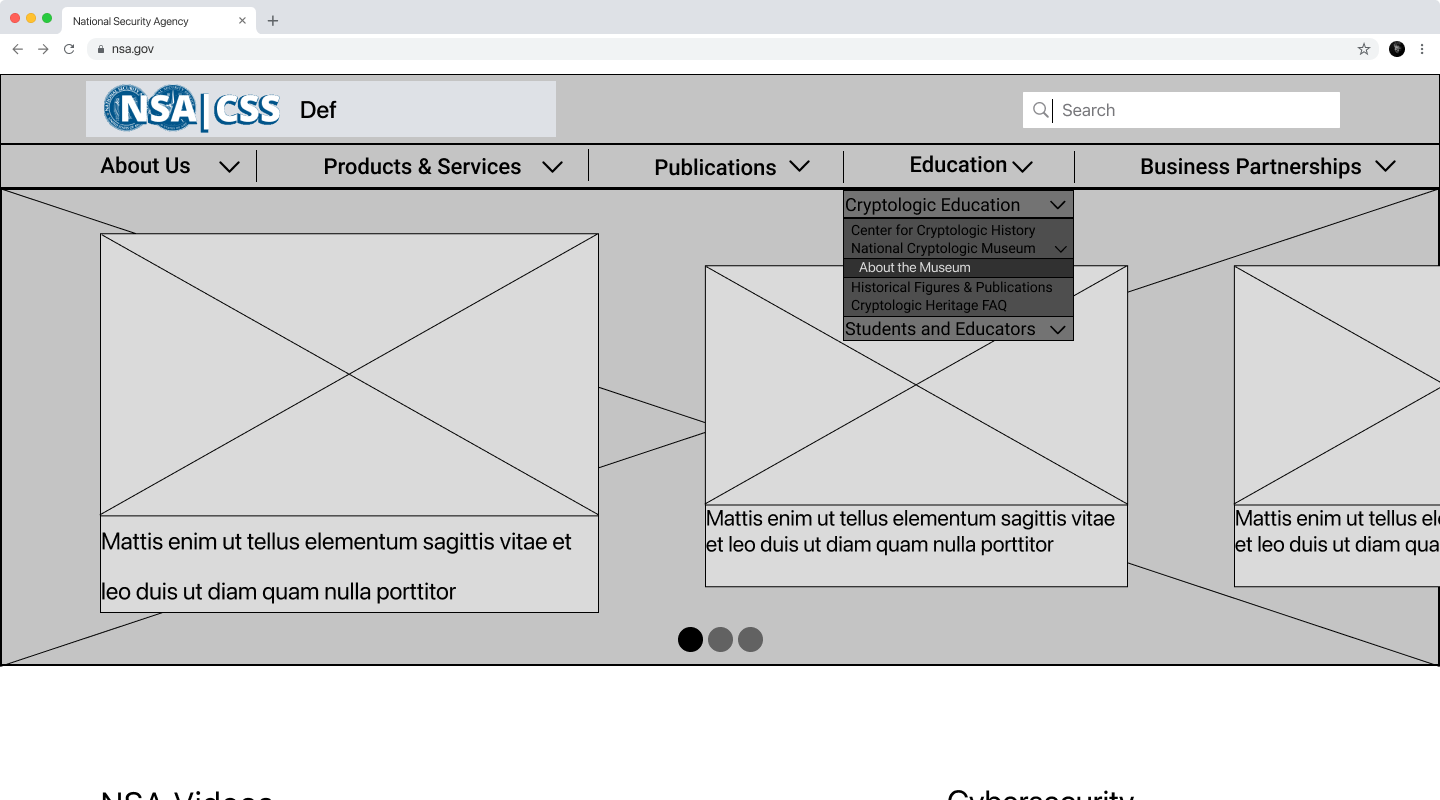 National Security Agency
nsa.gov
NSA|CSS Def
Search
About Us
Products & Services
Publications
Education
Business Partnerships
Cryptologic Education
Center for Cryptologic History
National Cryptologic Museum
About the Museum
Historical Figures & Publications
Cryptologic Heritage FAQ
Students and Educators
Mattis enim ut tellus elementum sagittis vitae et
leo duis ut diam quam nulla porttitor
Mattis enim ut tellus elementum sagittis vitae
et leo duis ut diam quam nulla porttitor
Mattis enim ut tellus
et leo duis ut diam
NSA Videos
Cybersecurity